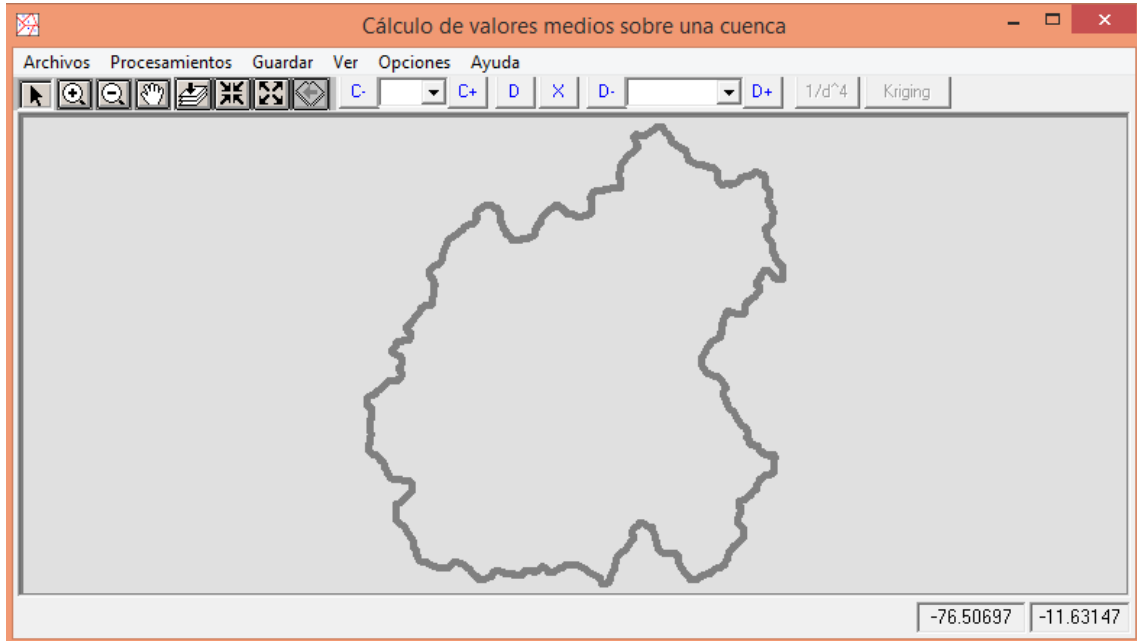 Cálculo de valores medios sobre una cuenca
Archivos Procesamientos Guardar Ver Opciones Ayuda
C- C+ D X D- D+ 1/d^4 Kriging
-76.50697 -11.63147